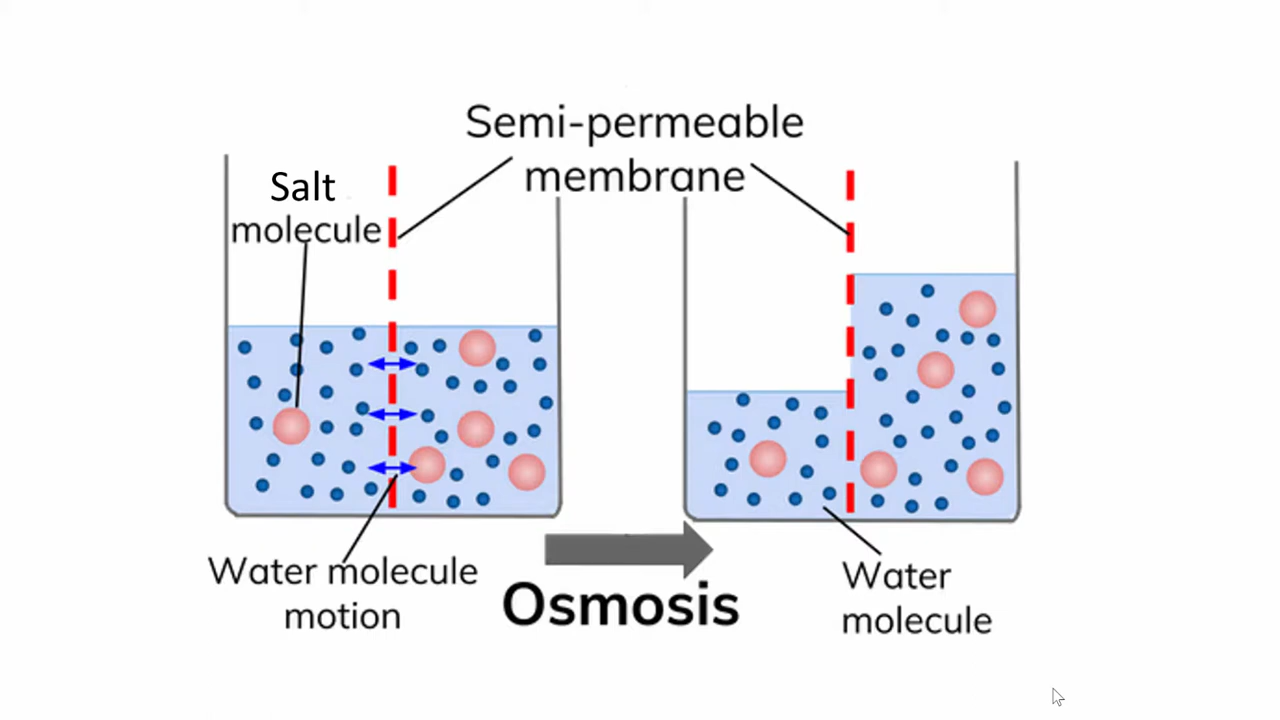 Semi-permeable
membrane
Salt
molecule
Water molecule
motion
Osmosis
Water
molecule